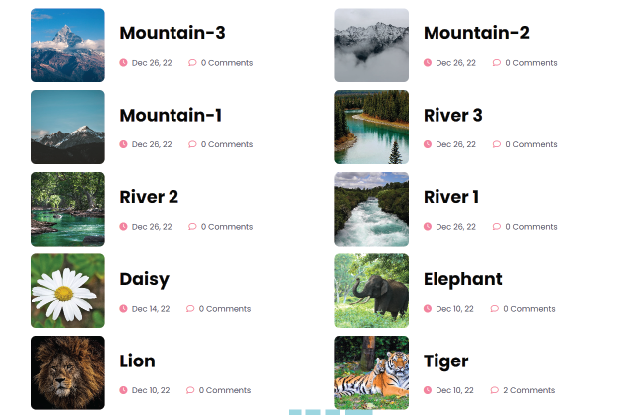 Mountain-3
Dec 26, 22 0 Comments
Mountain-2
Dec 26, 22 0 Comments
Mountain-1
Dec 26, 22 0 Comments
River 3
Dec 26, 22 0 Comments
River 2
Dec 26, 22 0 Comments
River 1
Dec 26, 22 0 Comments
Daisy
Dec 14, 22 0 Comments
Elephant
Dec 10, 22 0 Comments
Lion
Dec 10, 22 0 Comments
Tiger
Dec 10, 22 2 Comments